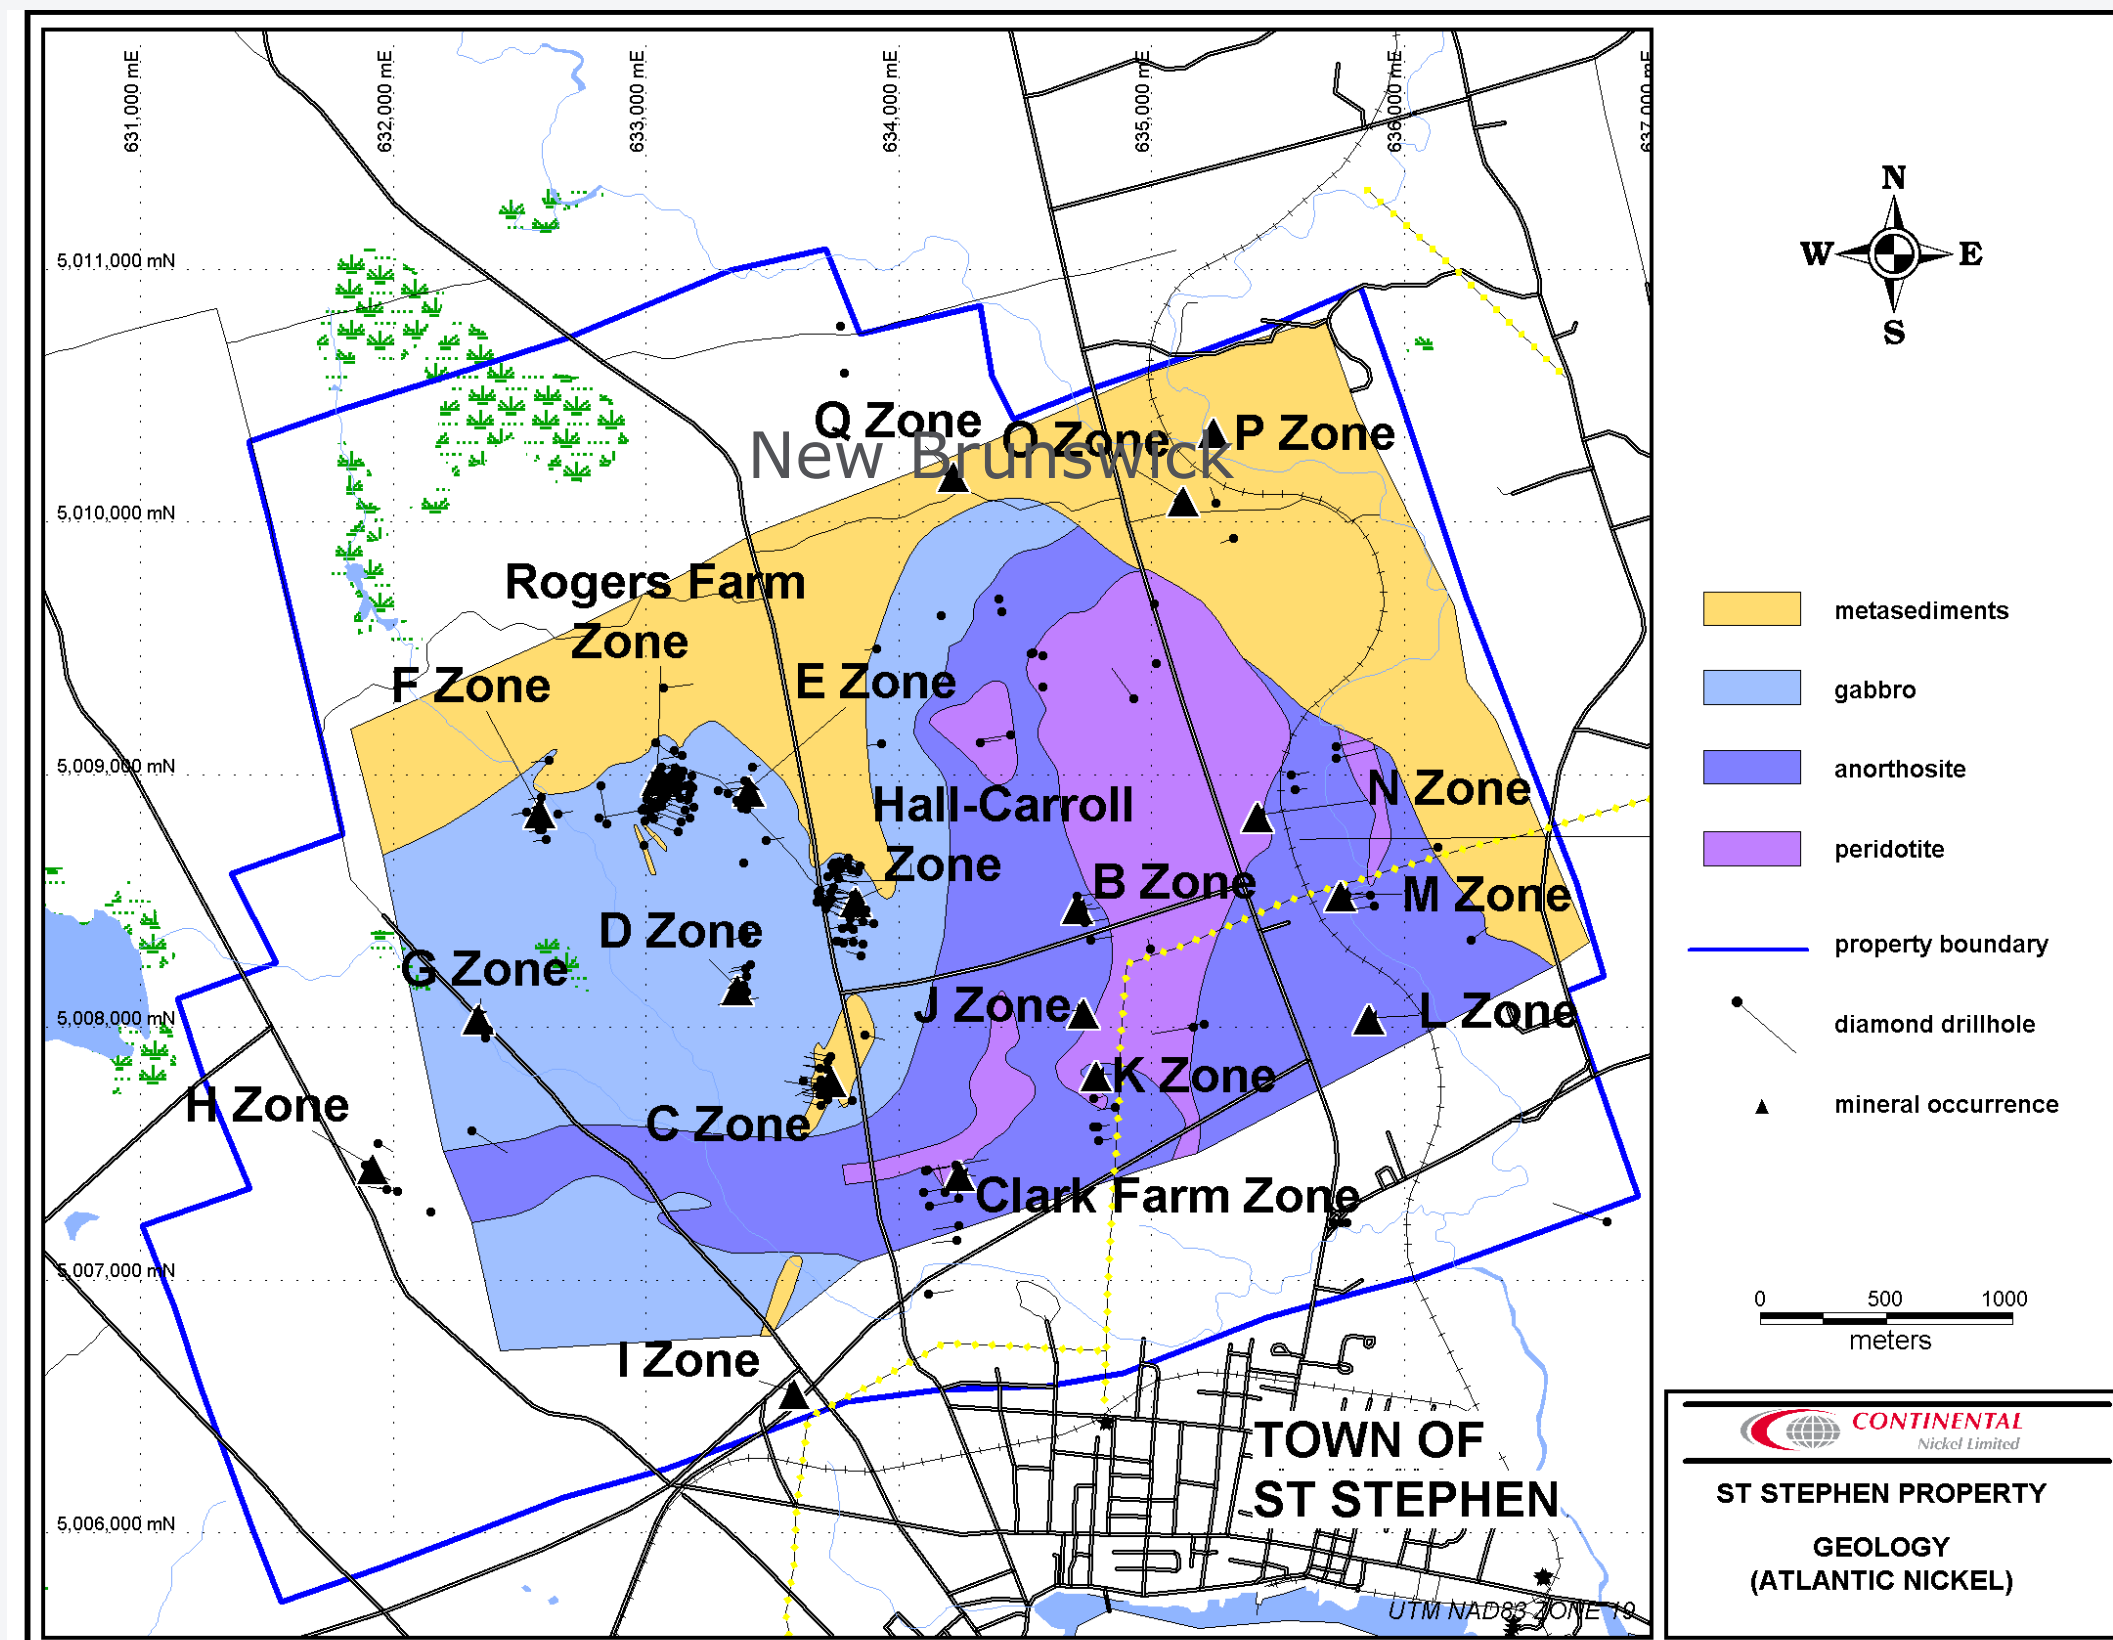 631,000 mE
632,000 mE
633,000 mE
634,000 mE
635,000 mE
636,000 mE
637,000 mE
N
W E
S
5,011,000 mN
Q Zone
O Zone
P Zone
New Brunswick
5,010,000 mN
Rogers Farm
Zone
F Zone
E Zone
5,009,000 mN
Hall-Carroll
Zone
N Zone
B Zone
M Zone
D Zone
G Zone
5,008,000 mN
J Zone
L Zone
H Zone
K Zone
C Zone
Clark Farm Zone
5,007,000 mN
I Zone
TOWN OF
ST STEPHEN
5,006,000 mN
UTM NAD83 ZONE 19
metasediments
gabbro
anorthosite
peridotite
property boundary
diamond drillhole
mineral occurrence
0 500 1000
meters
CONTINENTAL
Nickel Limited
ST STEPHEN PROPERTY
GEOLOGY
(ATLANTIC NICKEL)